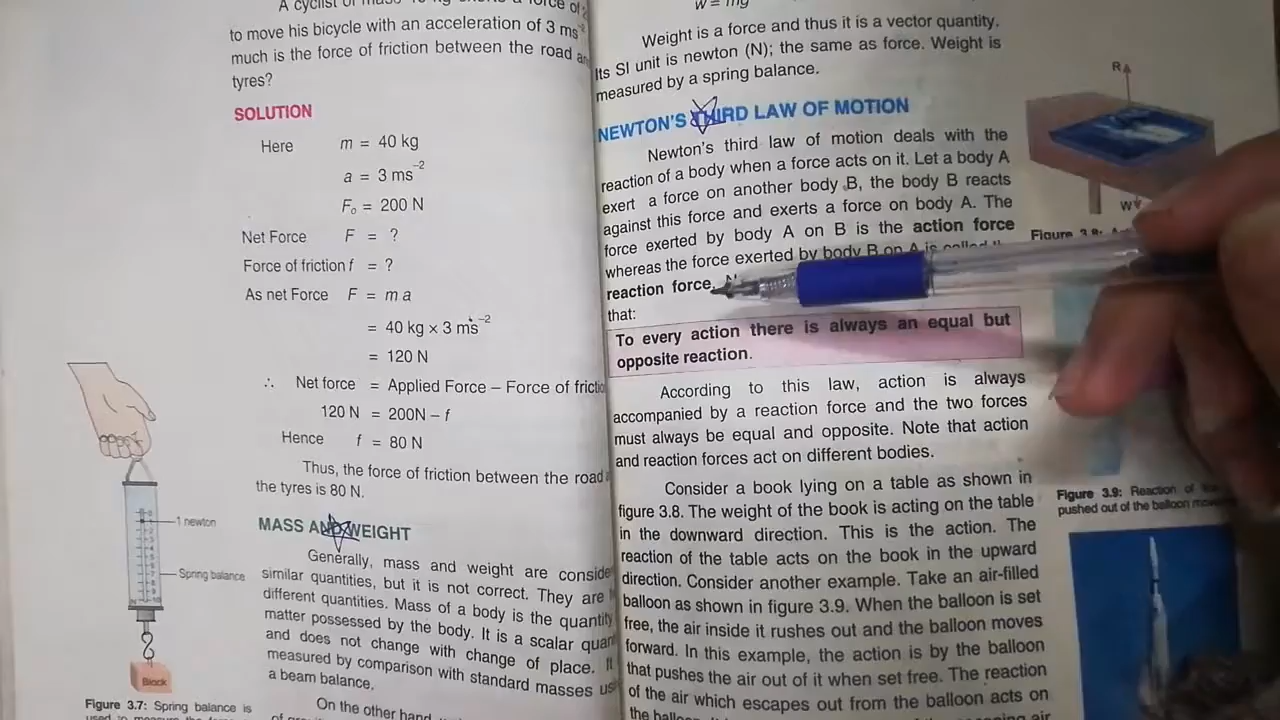 A cyclist of mass
force of
to move his bicycle with an acceleration of 3 ms⁻²
much is the force of friction between the road
tyres?
SOLUTION
Here m = 40 kg
a = 3 ms⁻²
Fₒ = 200 N
Net Force F = ?
Force of friction f = ?
As net Force F = m a
= 40 kg × 3 ms⁻²
= 120 N
∴ Net force = Applied Force – Force of frictio
120 N = 200N – f
Hence f = 80 N
Thus, the force of friction between the road
the tyres is 80 N.
1 newton
Spring balance
Block
Figure 3.7: Spring balance is
MASS AND WEIGHT
Generally, mass and weight are conside
similar quantities, but it is not correct. They are
different quantities. Mass of a body is the quantity
matter possessed by the body. It is a scalar quan
and does not change with change of place. It
measured by comparison with standard masses us
a beam balance.
On the other hand
w = mg
Weight is a force and thus it is a vector quantity.
Its SI unit is newton (N); the same as force. Weight is
measured by a spring balance.
NEWTON'S THIRD LAW OF MOTION
Newton's third law of motion deals with the
reaction of a body when a force acts on it. Let a body A
exert a force on another body B, the body B reacts
against this force and exerts a force on body A. The
force exerted by body A on B is the action force
whereas the force exerted by body B on A is called
reaction force.
that:
To every action there is always an equal but
opposite reaction.
According to this law, action is always
accompanied by a reaction force and the two forces
must always be equal and opposite. Note that action
and reaction forces act on different bodies.
Consider a book lying on a table as shown in
figure 3.8. The weight of the book is acting on the table
in the downward direction. This is the action. The
reaction of the table acts on the book in the upward
direction. Consider another example. Take an air-filled
balloon as shown in figure 3.9. When the balloon is set
free, the air inside it rushes out and the balloon moves
forward. In this example, the action is by the balloon
that pushes the air out of it when set free. The reaction
of the air which escapes out from the balloon acts on
the balloon.
air
R
W
Figure 3.8:
Figure 3.9: Reaction of
pushed out of the balloon